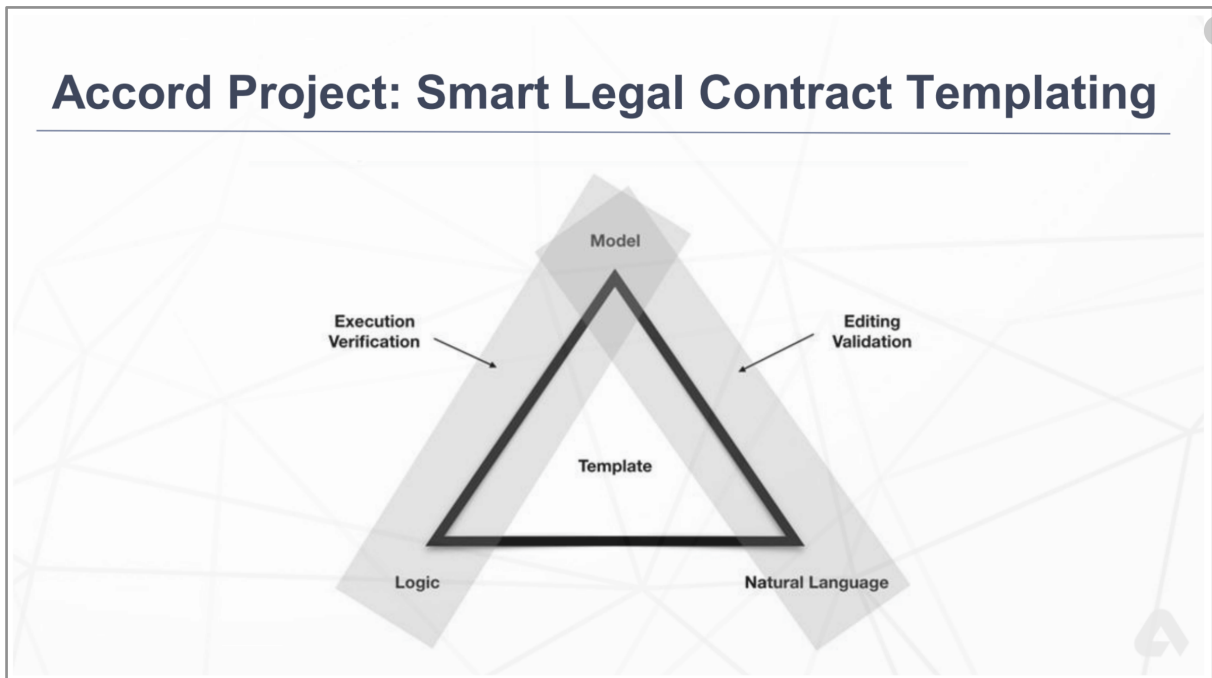 Accord Project: Smart Legal Contract Templating
Model
Execution
Verification
Editing
Validation
Template
Logic
Natural Language